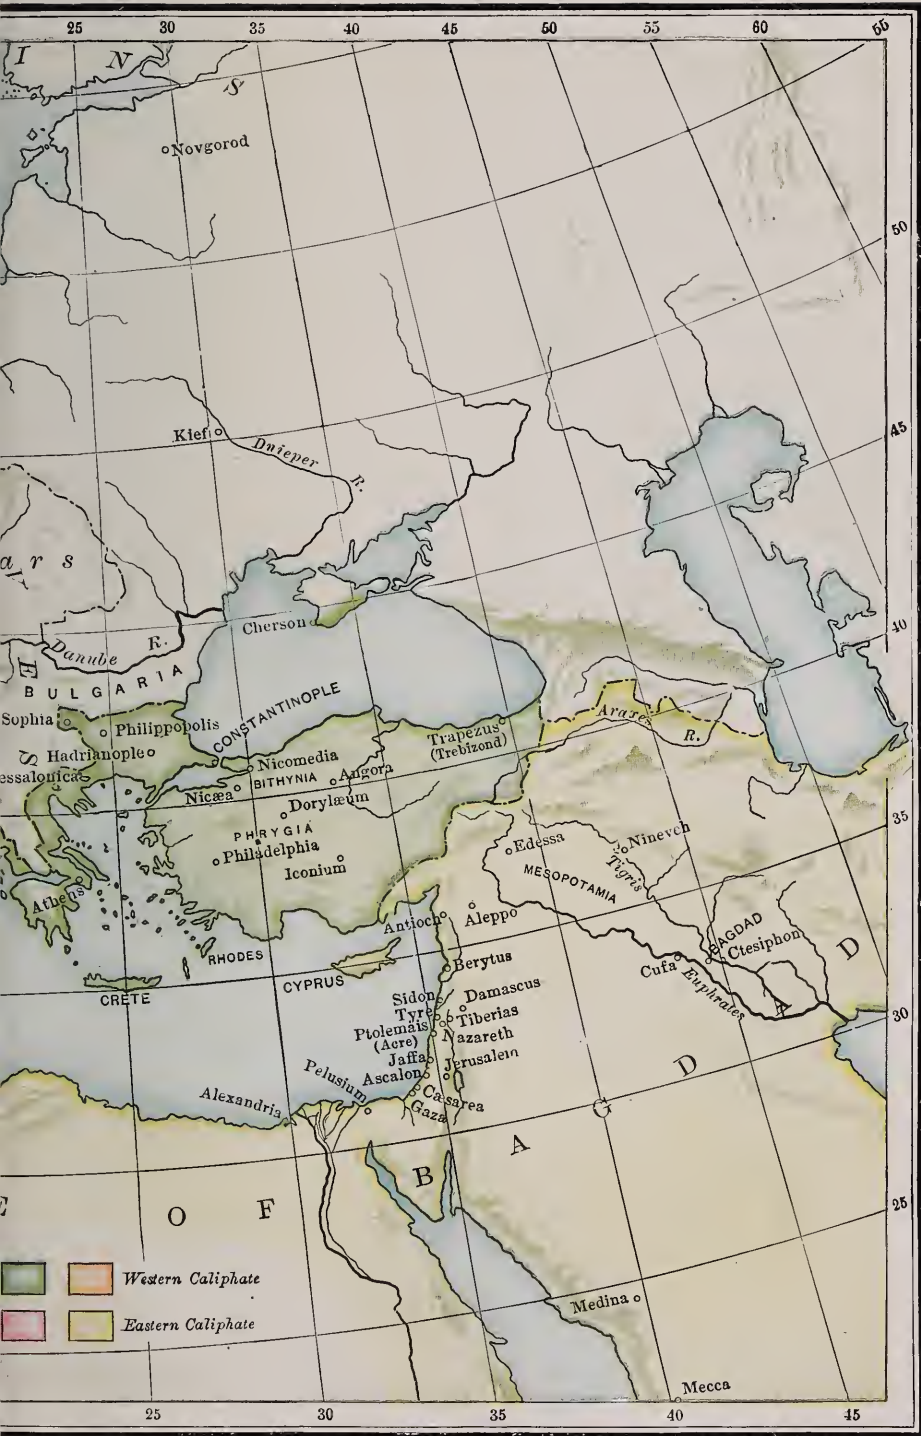 25 30 35 40 45 50 55 60 65
I N
S
Novgorod
50
Kief
Dnieper
R.
45
a r s
Cherson
40
Danube R.
E
BULGARIA
Sophia
Philippopolis
CONSTANTINOPLE
Hadrianople
S
essalonica
Nicomedia
BITHYNIA
Angora
Nicæa
Dorylæum
Trapezus
(Trebizond)
Araxes
R.
35
PHRYGIA
Philadelphia
Iconium
Edessa
Nineveh
Tigris
MESOPOTAMIA
Athens
Antioch
Aleppo
BAGDAD
Ctesiphon
D
RHODES
CYPRUS
CRETE
Berytus
Cufa
Euphrates
A
30
Sidon
Damascus
Tyre
Tiberias
Ptolemais
(Acre)
Nazareth
Jaffa
Jerusalem
Ascalon
Pelusium
Cæsarea
Gaza
Alexandria
D
G
A
B
E
O F
25
Western Caliphate
Eastern Caliphate
Medina
Mecca
25 30 35 40 45